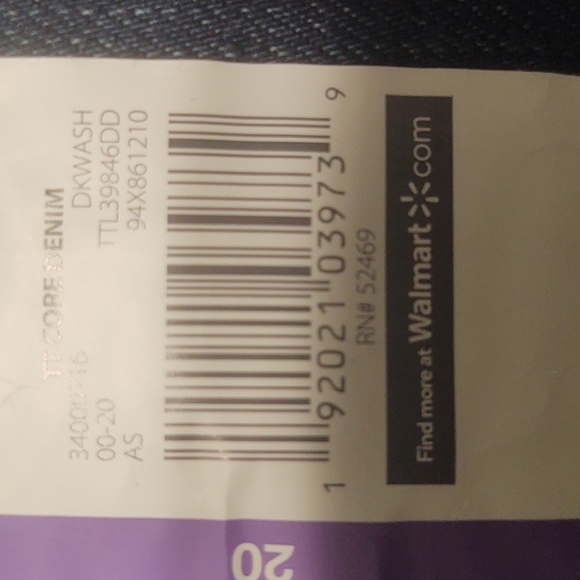 TT CORE DENIM
DKWASH
TTL39846DD
00-20
94X861210
AS
1 92021 03973 9
RN# 52469
Find more at Walmart.com
20